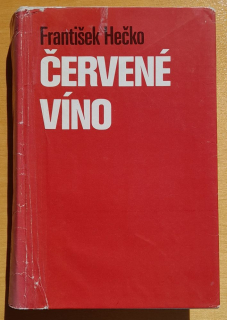 František Hečko
ČERVENÉ
VÍNO